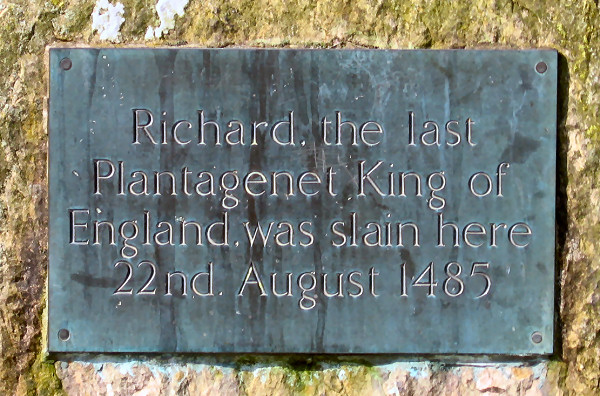 Richard. the last
Plantagenet King of
England. was slain here
22nd. August 1485